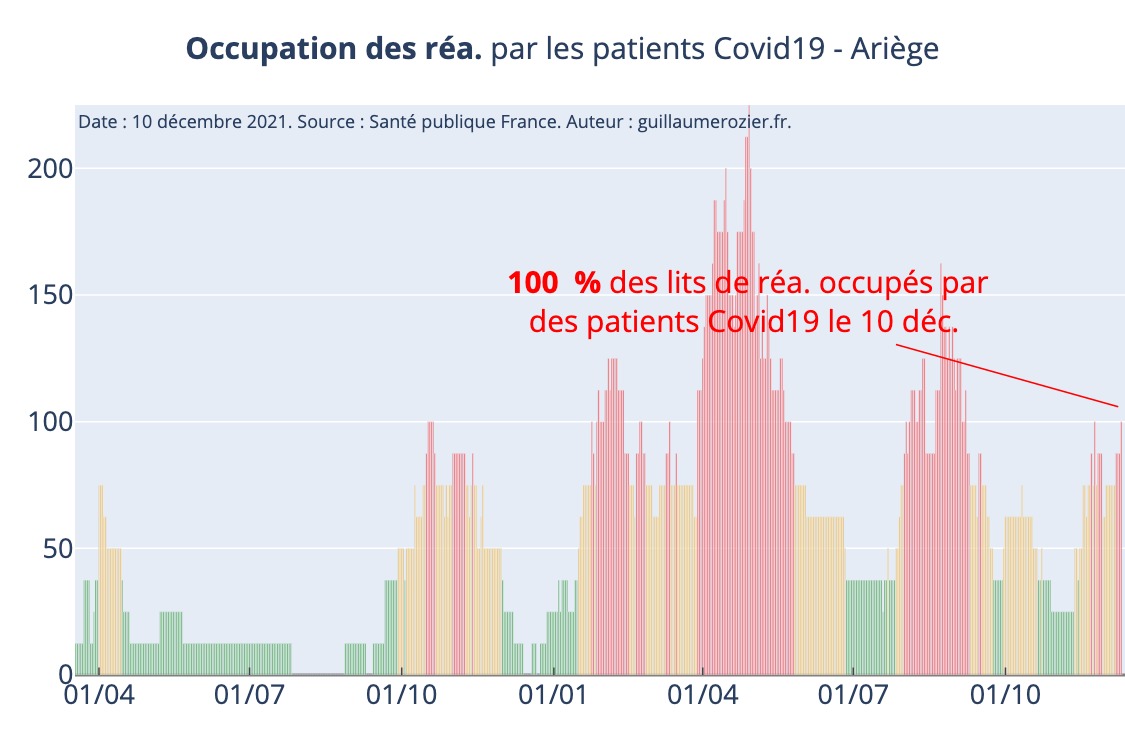 Occupation des réa. par les patients Covid19 - Ariège
Date : 10 décembre 2021. Source : Santé publique France. Auteur : guillaumerozier.fr.
200
150
100
50
0
100 % des lits de réa. occupés par
des patients Covid19 le 10 déc.
01/04 01/07 01/10 01/01 01/04 01/07 01/10